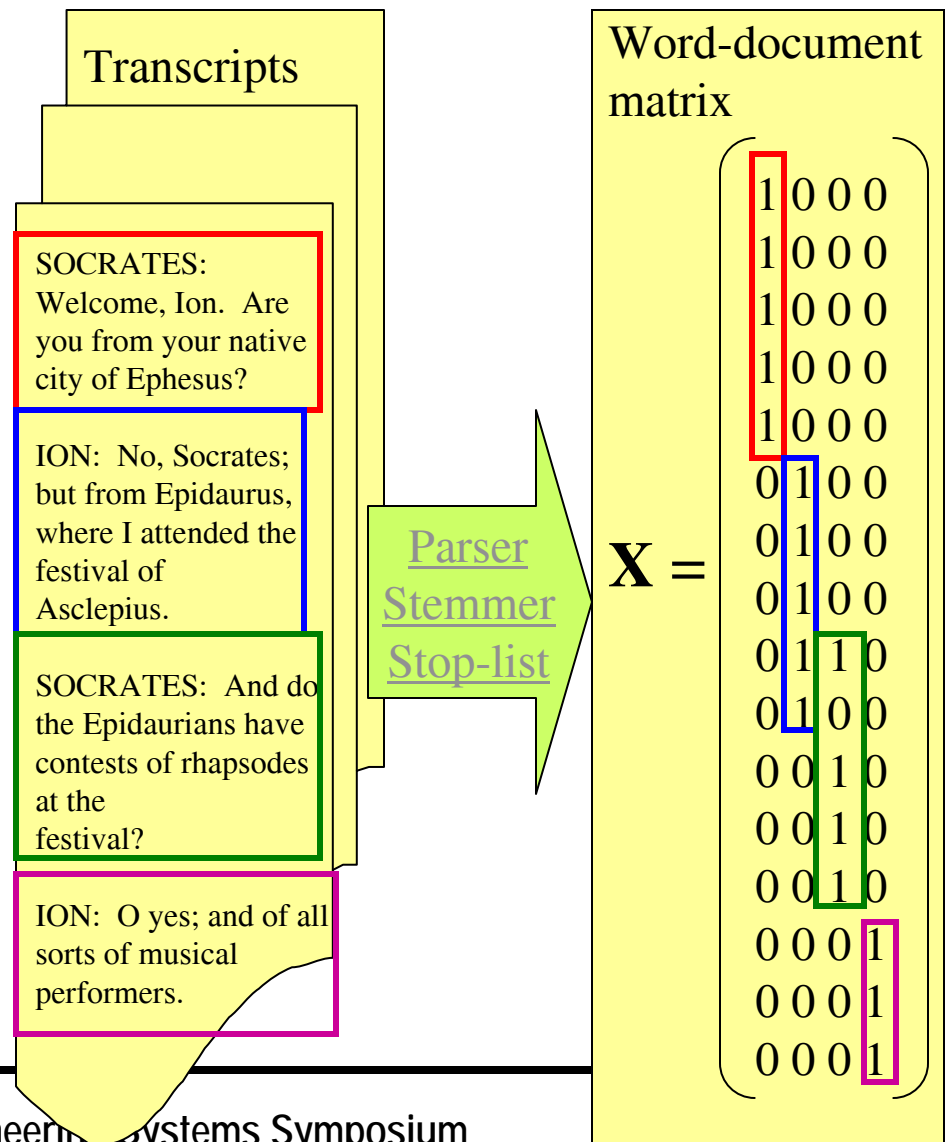 Transcripts
SOCRATES:
Welcome, Ion. Are
you from your native
city of Ephesus?
ION: No, Socrates;
but from Epidaurus,
where I attended the
festival of
Asclepius.
SOCRATES: And do
the Epidaurians have
contests of rhapsodes
at the
festival?
ION: O yes; and of all
sorts of musical
performers.
Parser
Stemmer
Stop-list
Word-document
matrix
X =
1 0 0 0
1 0 0 0
1 0 0 0
1 0 0 0
1 0 0 0
0 1 0 0
0 1 0 0
0 1 0 0
0 1 1 0
0 1 0 0
0 0 1 0
0 0 1 0
0 0 1 0
0 0 0 1
0 0 0 1
0 0 0 1
Systems Symposium